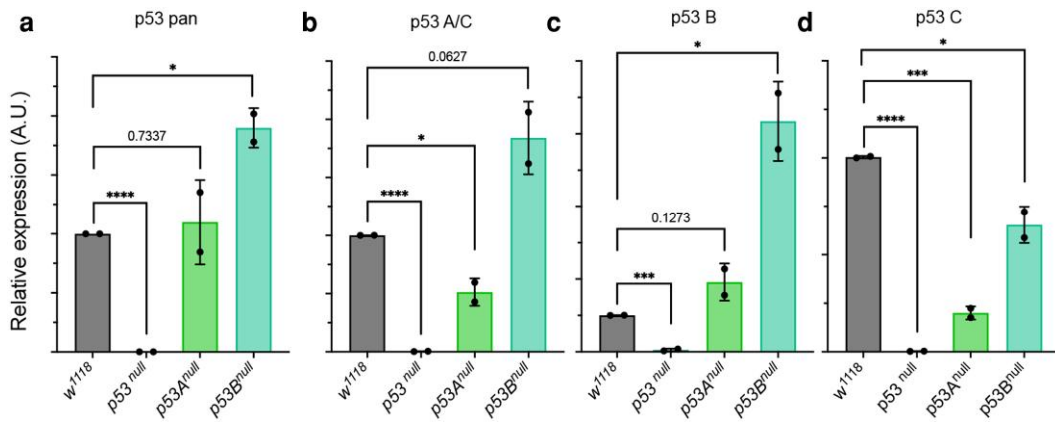 a p53 pan
b p53 A/C
c p53 B
d p53 C
Relative expression (A.U.)
*
0.7337
****
0.0627
*
****
*
0.1273
***
*
***
****
w1118 p53 null p53Anull p53Bnull
w1118 p53 null p53Anull p53Bnull
w1118 p53 null p53Anull p53Bnull
w1118 p53 null p53Anull p53Bnull